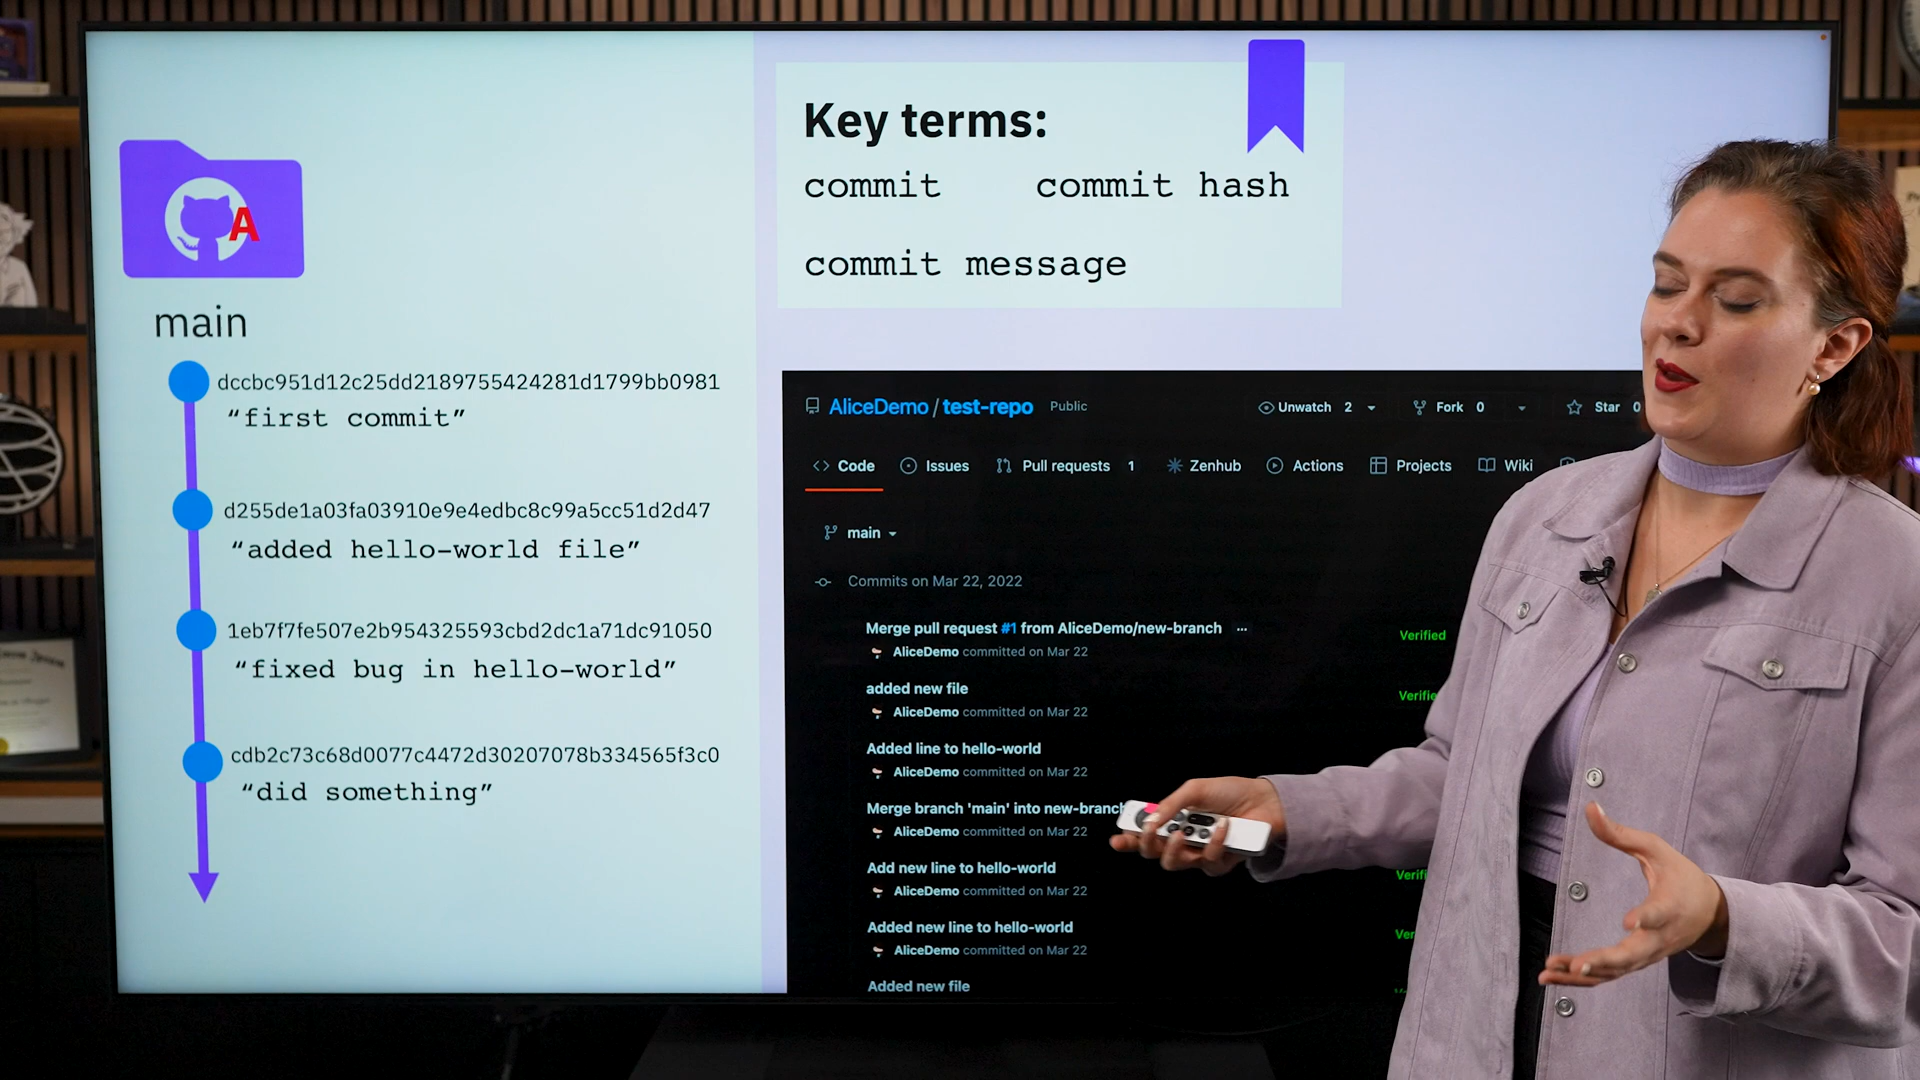 A
main
dccbc951d12c25dd2189755424281d1799bb0981
“first commit”
d255de1a03fa03910e9e4edbc8c99a5cc51d2d47
“added hello-world file”
1eb7f7fe507e2b954325593cbd2dc1a71dc91050
“fixed bug in hello-world”
cdb2c73c68d0077c4472d30207078b334565f3c0
“did something”
Key terms:
commit commit hash
commit message
AliceDemo / test-repo Public Unwatch 2 Fork 0 Star 0
Code Issues Pull requests 1 Zenhub Actions Projects Wiki
main
Commits on Mar 22, 2022
Merge pull request #1 from AliceDemo/new-branch ... Verified
AliceDemo committed on Mar 22
added new file
AliceDemo committed on Mar 22
Added line to hello-world
AliceDemo committed on Mar 22
Merge branch 'main' into new-branch
AliceDemo committed on Mar 22
Add new line to hello-world
AliceDemo committed on Mar 22
Added new line to hello-world
AliceDemo committed on Mar 22
Added new file